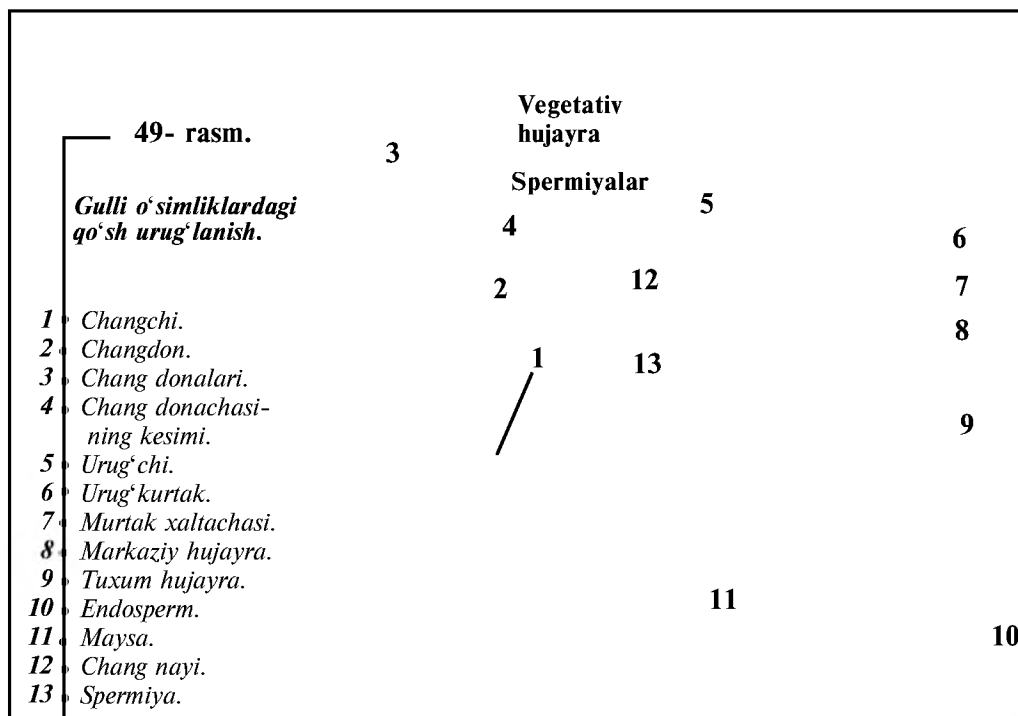 49- rasm.
Gulli o‘simliklardagi
qo‘sh urug‘lanish.
1 Changchi.
2 Changdon.
3 Chang donalari.
4 Chang donachasi-
ning kesimi.
5 Urug‘chi.
6 Urug‘kurtak.
7 Murtak xaltachasi.
8 Markaziy hujayra.
9 Tuxum hujayra.
10 Endosperm.
11 Maysa.
12 Chang nayi.
13 Spermiya.
Vegetativ
hujayra
3
Spermiyalar
5
4
6
2
12
7
8
1
13
9
11
10